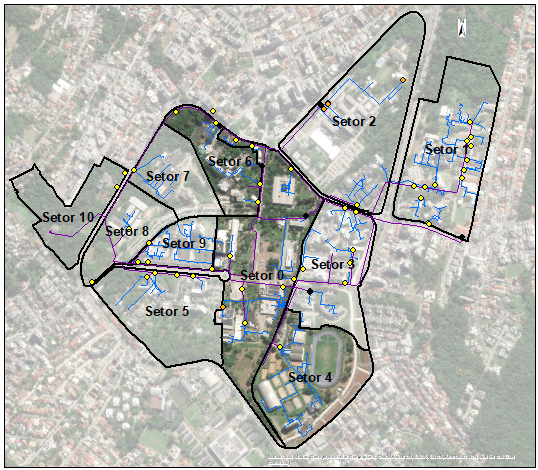 N
Setor 2
Setor 1
Setor 6
Setor 7
Setor 10
Setor 8
Setor 9
Setor 0
Setor 3
Setor 5
Setor 4